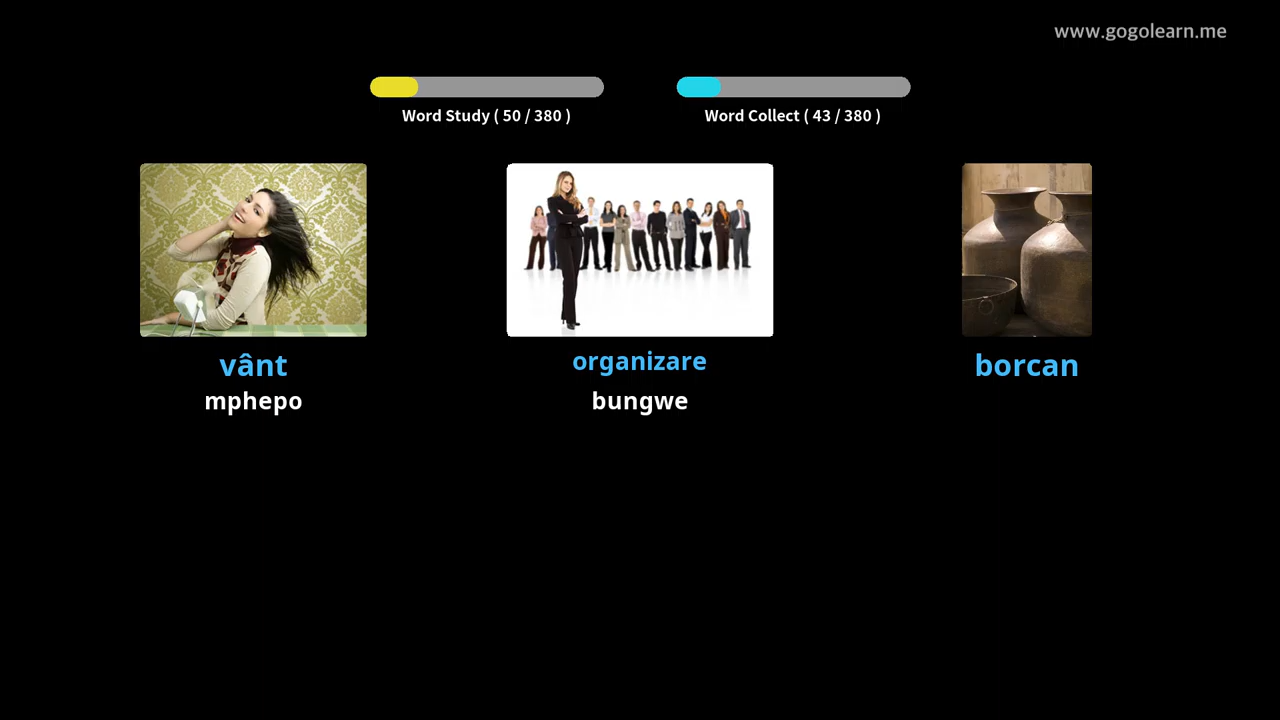 www.gogolearn.me
Word Study ( 50 / 380 )
Word Collect ( 43 / 380 )
vânt
mphepo
organizare
bungwe
borcan